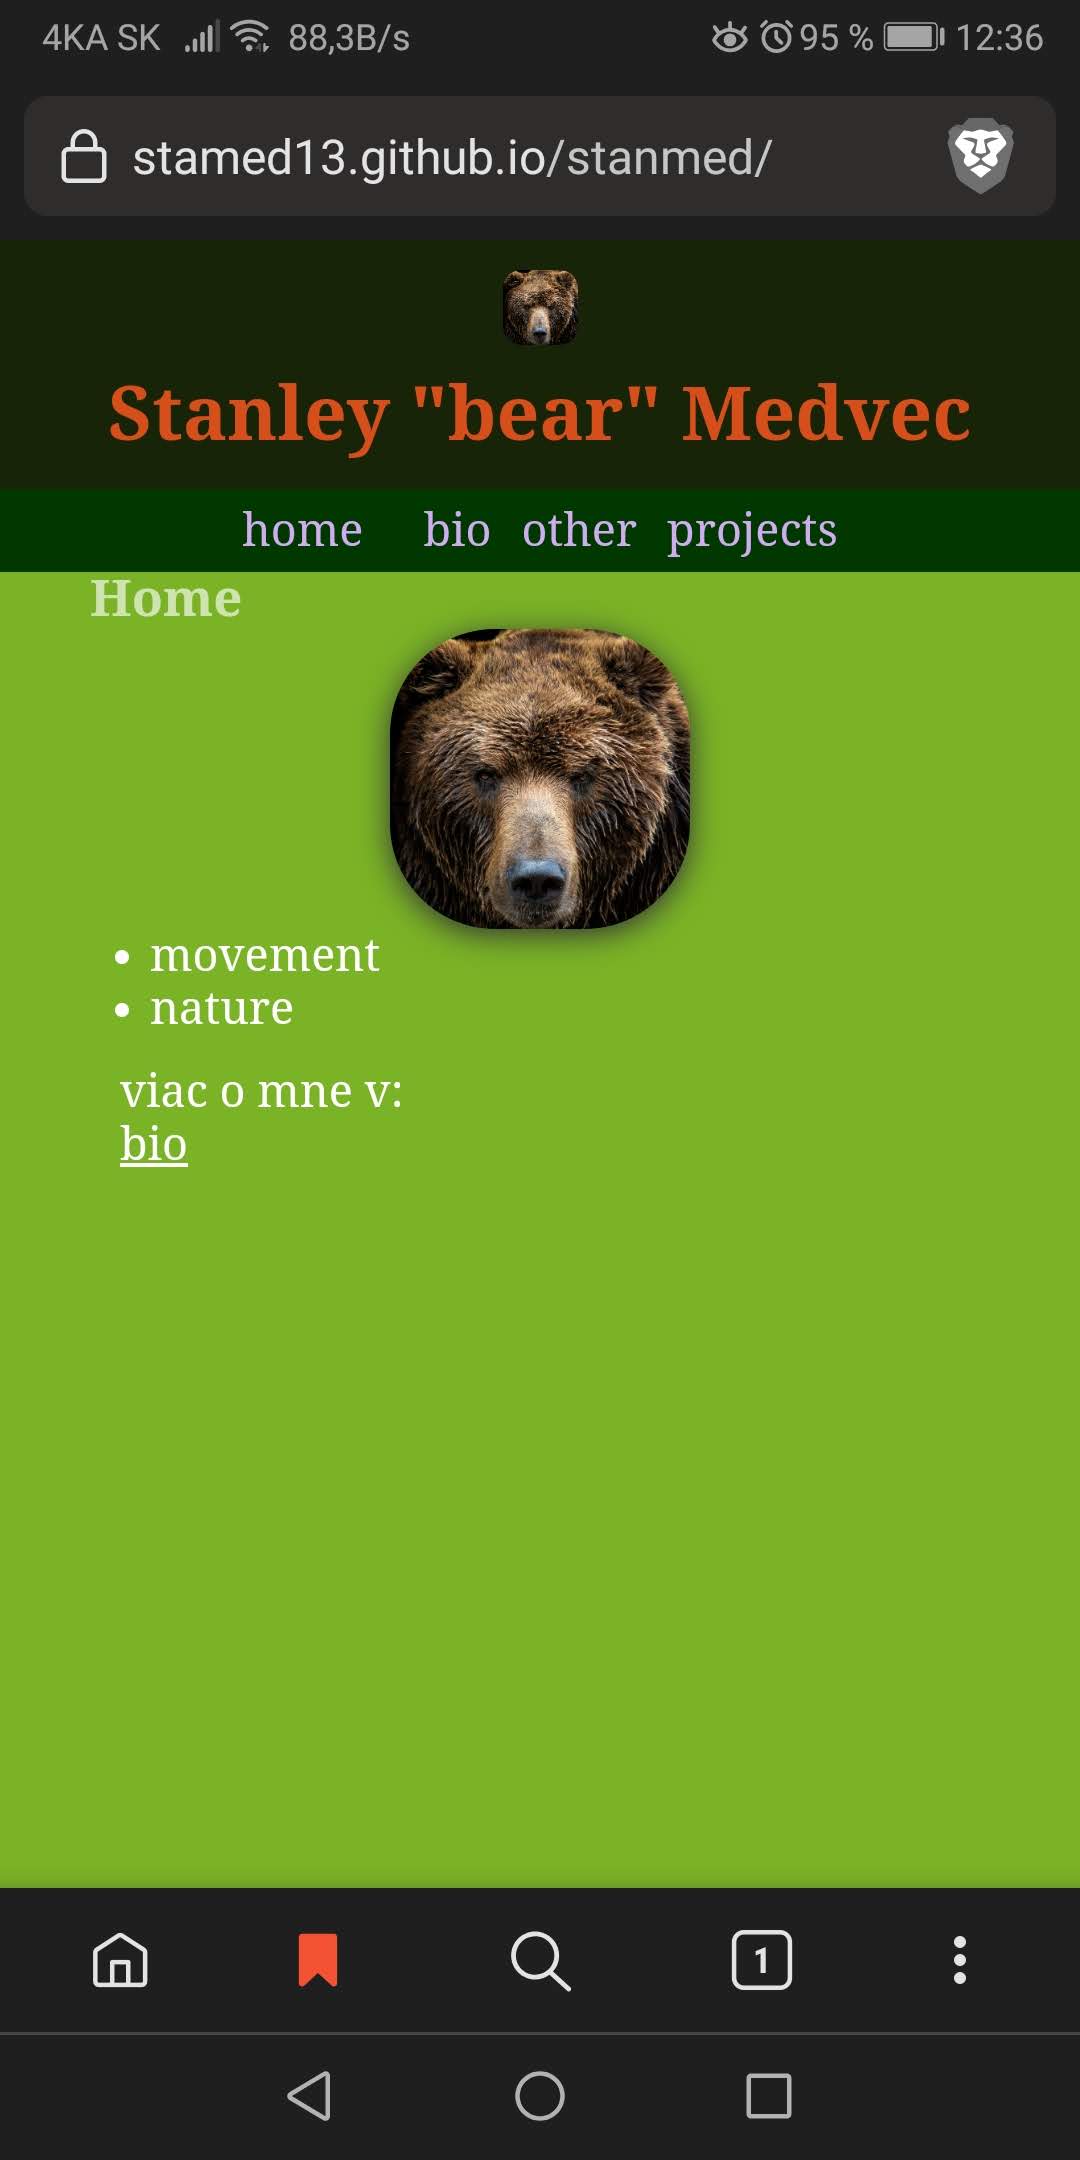 4KA SK 88,3B/s 95 % 12:36
stamed13.github.io/stanmed/
Stanley "bear" Medvec
home bio other projects
Home
movement
nature
viac o mne v:
bio
1